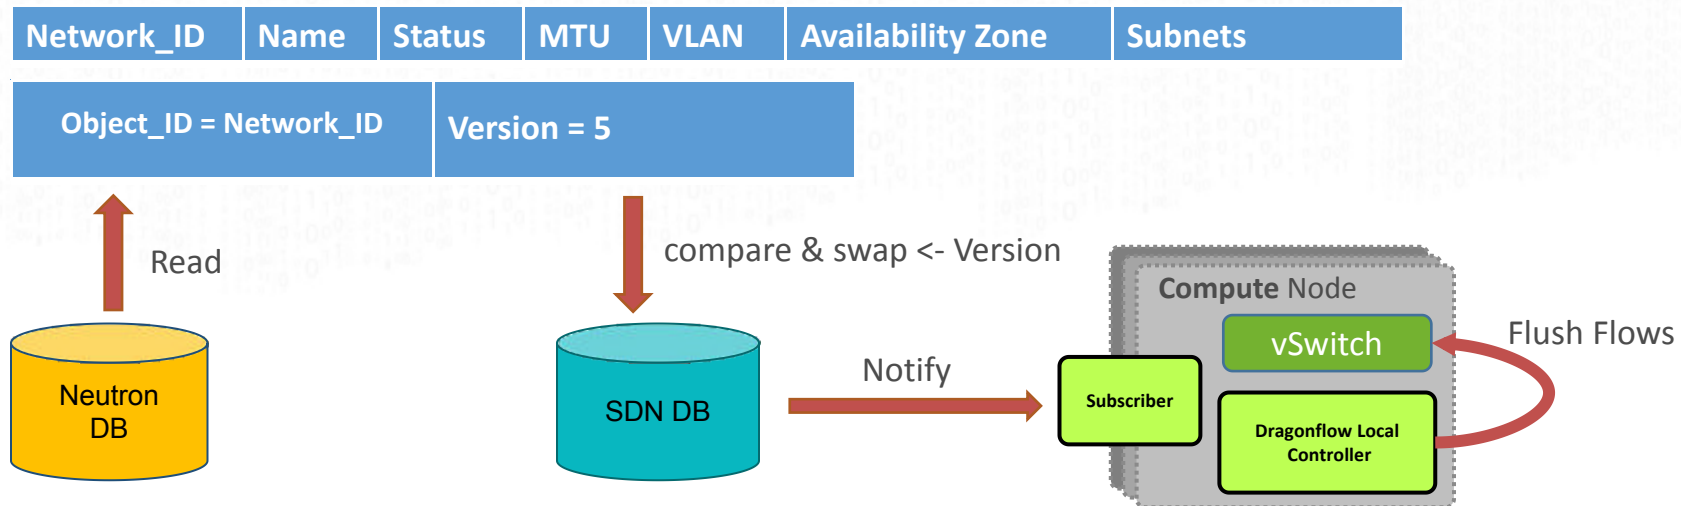 Network_ID Name Status MTU VLAN Availability Zone Subnets
Object_ID = Network_ID Version = 5
Read
compare & swap <- Version
Neutron
DB
SDN DB
Notify
Compute Node
vSwitch
Flush Flows
Subscriber
Dragonflow Local
Controller